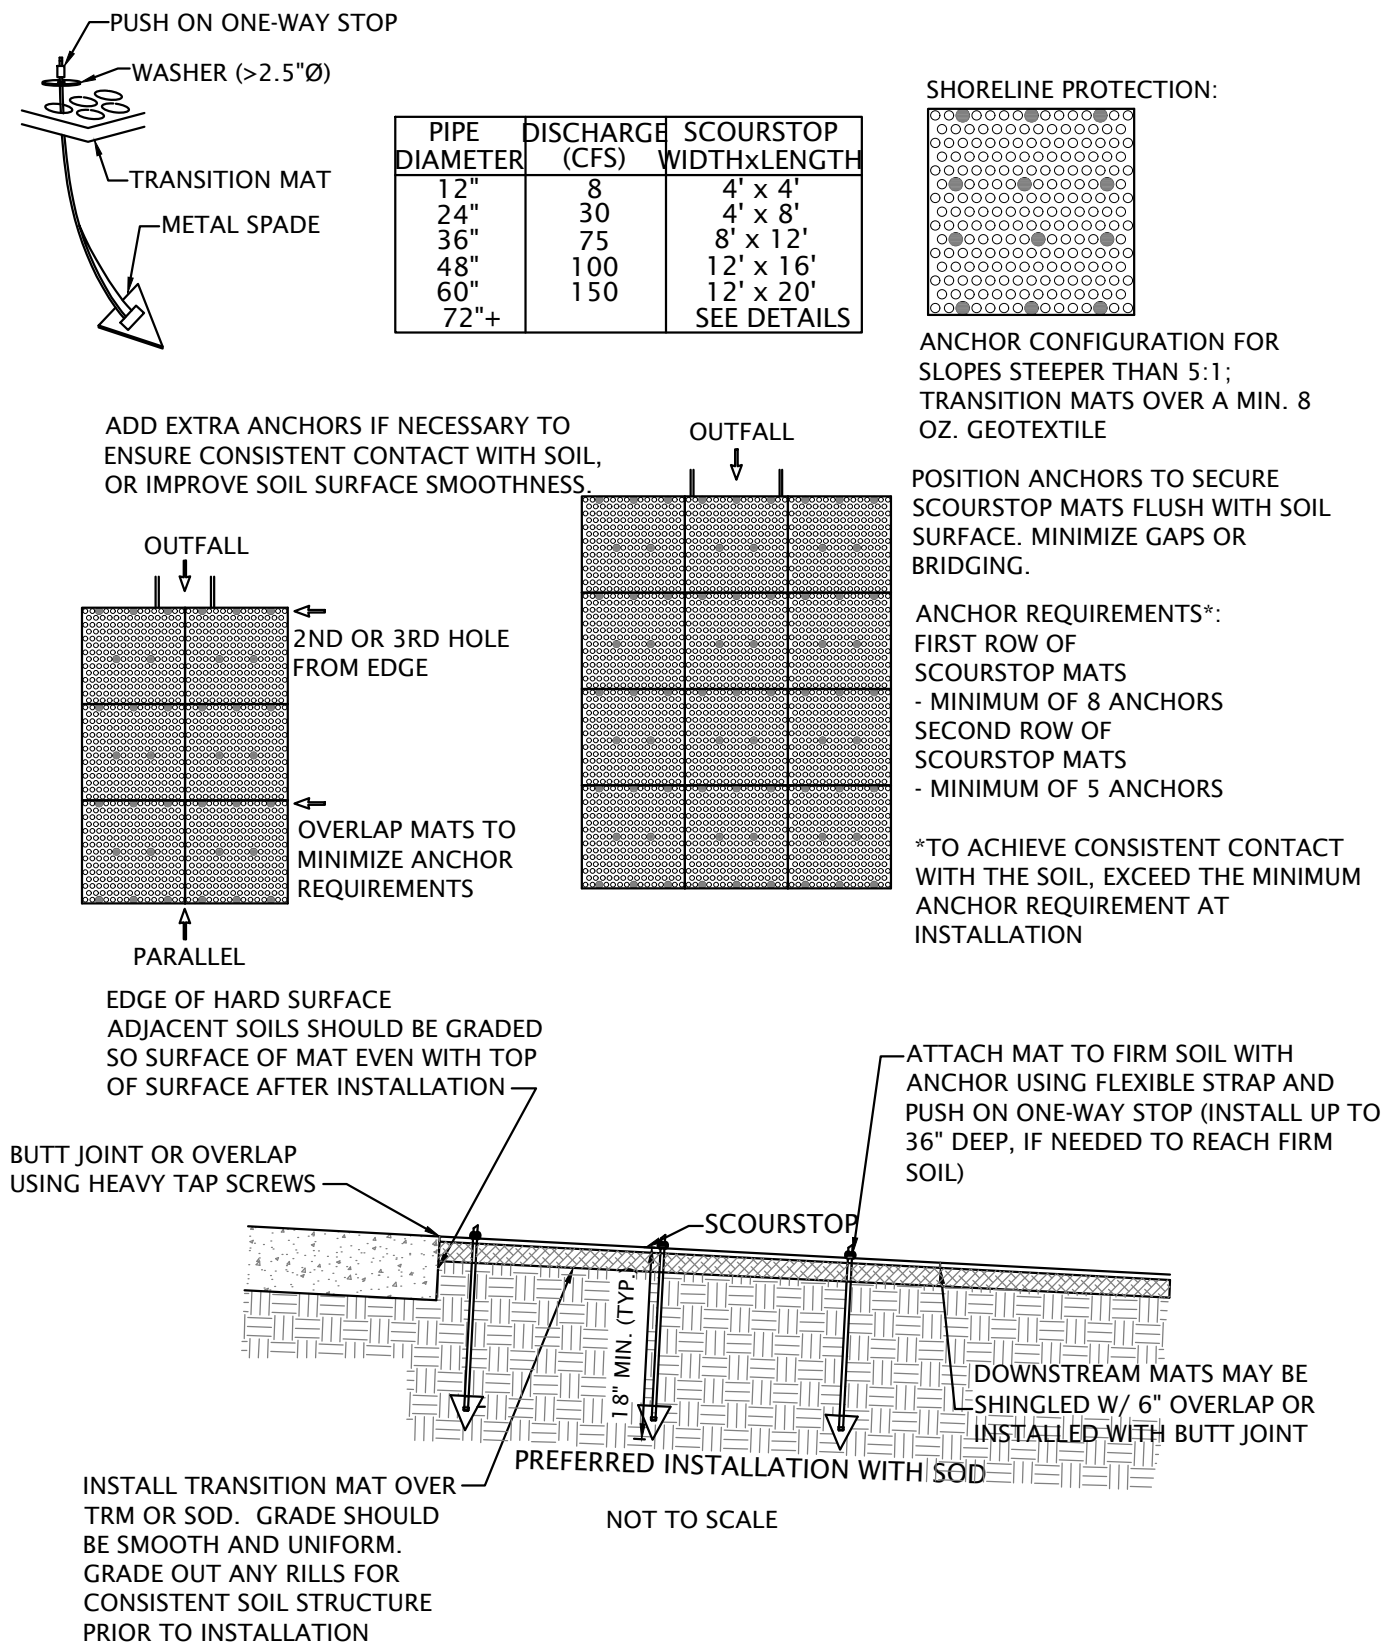 PUSH ON ONE-WAY STOP
WASHER (>2.5"Ø)
TRANSITION MAT
METAL SPADE
PIPE DIAMETER DISCHARGE (CFS) SCOURSTOP WIDTHxLENGTH
12" 8 4' x 4'
24" 30 4' x 8'
36" 75 8' x 12'
48" 100 12' x 16'
60" 150 12' x 20'
72"+ SEE DETAILS
SHORELINE PROTECTION:
ANCHOR CONFIGURATION FOR
SLOPES STEEPER THAN 5:1;
TRANSITION MATS OVER A MIN. 8
OZ. GEOTEXTILE
ADD EXTRA ANCHORS IF NECESSARY TO
ENSURE CONSISTENT CONTACT WITH SOIL,
OR IMPROVE SOIL SURFACE SMOOTHNESS.
OUTFALL
2ND OR 3RD HOLE
FROM EDGE
OVERLAP MATS TO
MINIMIZE ANCHOR
REQUIREMENTS
PARALLEL
OUTFALL
POSITION ANCHORS TO SECURE
SCOURSTOP MATS FLUSH WITH SOIL
SURFACE. MINIMIZE GAPS OR
BRIDGING.
ANCHOR REQUIREMENTS*:
FIRST ROW OF
SCOURSTOP MATS
- MINIMUM OF 8 ANCHORS
SECOND ROW OF
SCOURSTOP MATS
- MINIMUM OF 5 ANCHORS
*TO ACHIEVE CONSISTENT CONTACT
WITH THE SOIL, EXCEED THE MINIMUM
ANCHOR REQUIREMENT AT
INSTALLATION
EDGE OF HARD SURFACE
ADJACENT SOILS SHOULD BE GRADED
SO SURFACE OF MAT EVEN WITH TOP
OF SURFACE AFTER INSTALLATION
BUTT JOINT OR OVERLAP
USING HEAVY TAP SCREWS
ATTACH MAT TO FIRM SOIL WITH
ANCHOR USING FLEXIBLE STRAP AND
PUSH ON ONE-WAY STOP (INSTALL UP TO
36" DEEP, IF NEEDED TO REACH FIRM
SOIL)
SCOURSTOP
18" MIN. (TYP.)
DOWNSTREAM MATS MAY BE
SHINGLED W/ 6" OVERLAP OR
INSTALLED WITH BUTT JOINT
PREFERRED INSTALLATION WITH SOD
INSTALL TRANSITION MAT OVER
TRM OR SOD. GRADE SHOULD
BE SMOOTH AND UNIFORM.
GRADE OUT ANY RILLS FOR
CONSISTENT SOIL STRUCTURE
PRIOR TO INSTALLATION
NOT TO SCALE